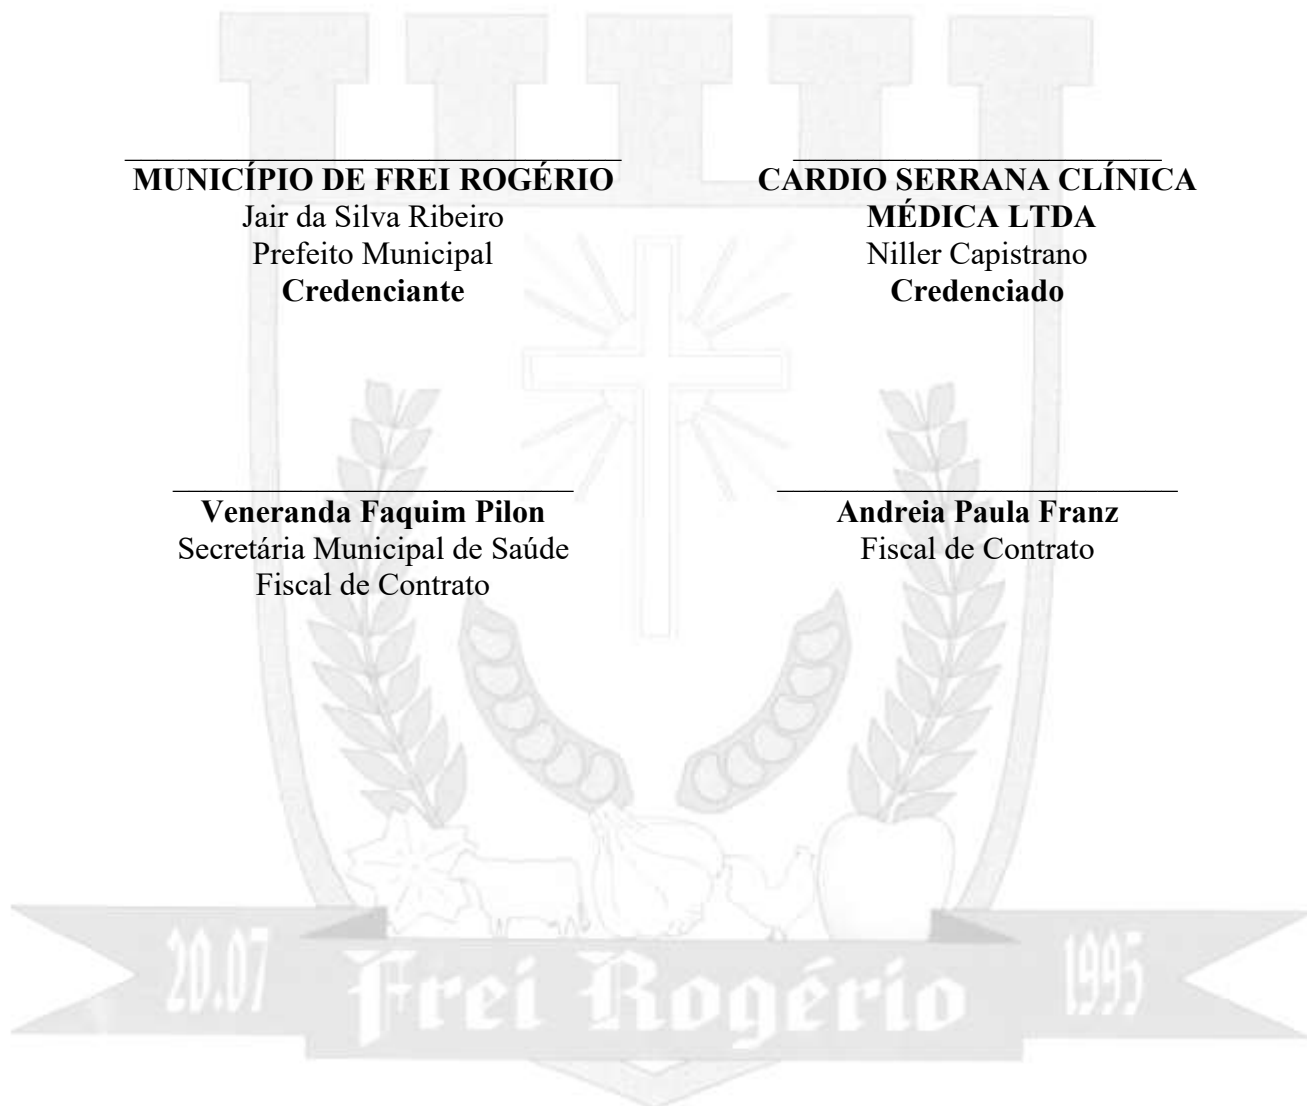 MUNICÍPIO DE FREI ROGÉRIO
Jair da Silva Ribeiro
Prefeito Municipal
Credenciante
CARDIO SERRANA CLÍNICA
MÉDICA LTDA
Niller Capistrano
Credenciado
Veneranda Faquim Pilon
Secretária Municipal de Saúde
Fiscal de Contrato
Andreia Paula Franz
Fiscal de Contrato
20.07
Frei Rogério
1995